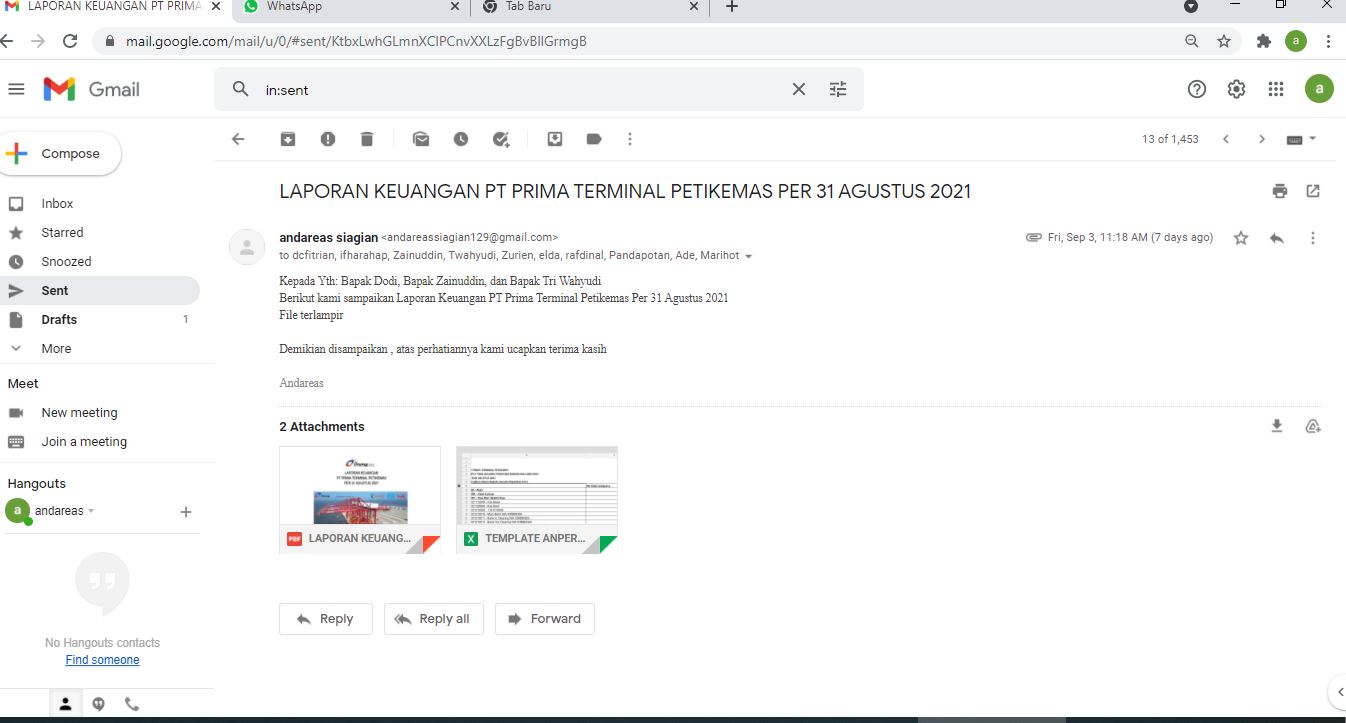 LAPORAN KEUANGAN PT PRIMA
WhatsApp
Tab Baru
mail.google.com/mail/u/0/#sent/KtbxLwhGLmnXClPCnvXXLzFgBvBllGrmgB
a
Gmail
in:sent
a
Compose
13 of 1,453
Inbox
Starred
Snoozed
Sent
Drafts 1
More
Meet
New meeting
Join a meeting
Hangouts
a andareas
No Hangouts contacts
Find someone
LAPORAN KEUANGAN PT PRIMA TERMINAL PETIKEMAS PER 31 AGUSTUS 2021
andareas siagian <andareassiagian129@gmail.com>
Fri, Sep 3, 11:18 AM (7 days ago)
to dcfitrian, ifharahap, Zainuddin, Twahyudi, Zurien, elda, rafdinal, Pandapotan, Ade, Marihot
Kepada Yth: Bapak Dodi, Bapak Zainuddin, dan Bapak Tri Wahyudi
Berikut kami sampaikan Laporan Keuangan PT Prima Terminal Petikemas Per 31 Agustus 2021
File terlampir
Demikian disampaikan , atas perhatiannya kami ucapkan terima kasih
Andareas
2 Attachments
LAPORAN KEUANGAN
PT PRIMA TERMINAL PETIKEMAS
PER 31 AGUSTUS 2021
PDF LAPORAN KEUANG...
X TEMPLATE ANPER...
Reply
Reply all
Forward